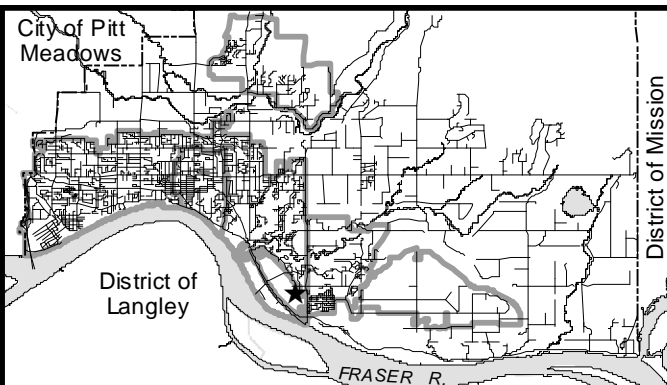 City of Pitt
Meadows
District of Mission
District of
Langley
FRASER R.